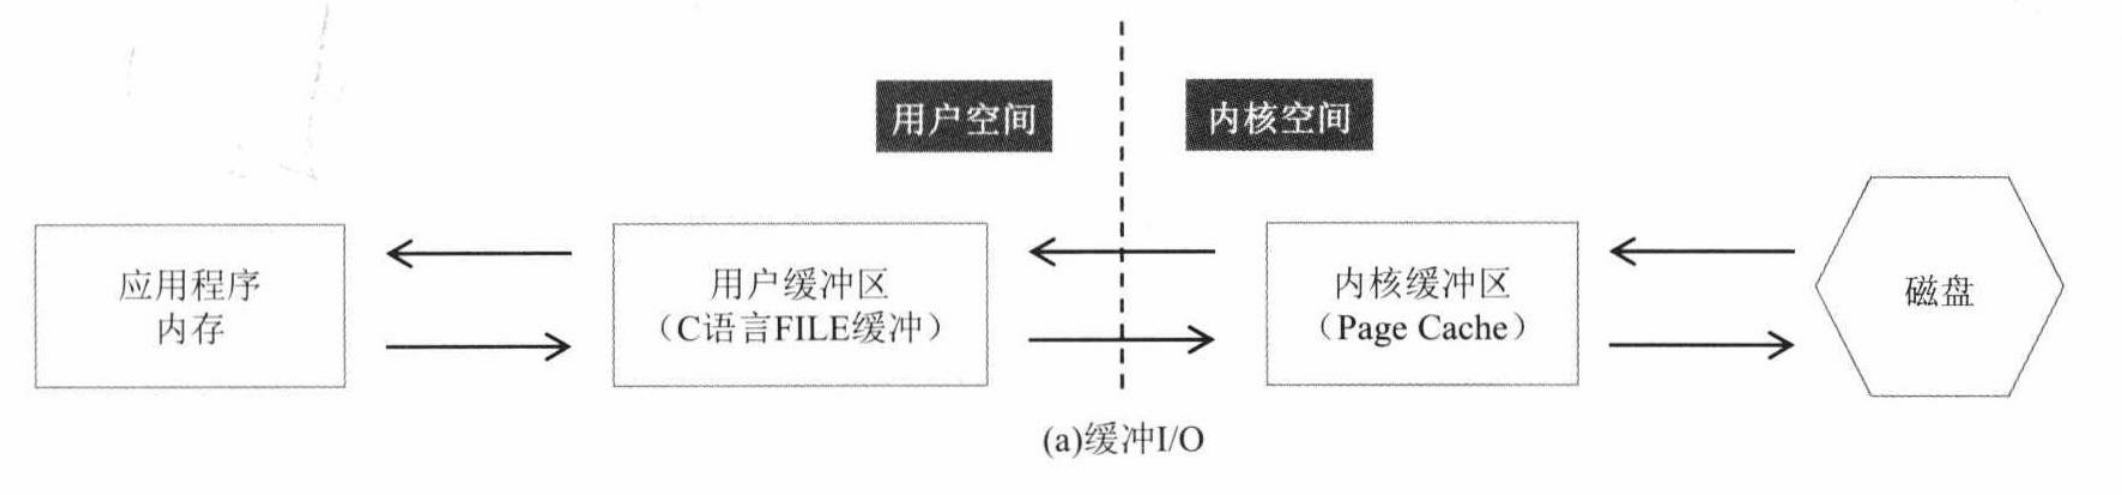 用户空间
内核空间
应用程序
内存
用户缓冲区
（C语言FILE缓冲）
内核缓冲区
（Page Cache）
磁盘
(a)缓冲I/O